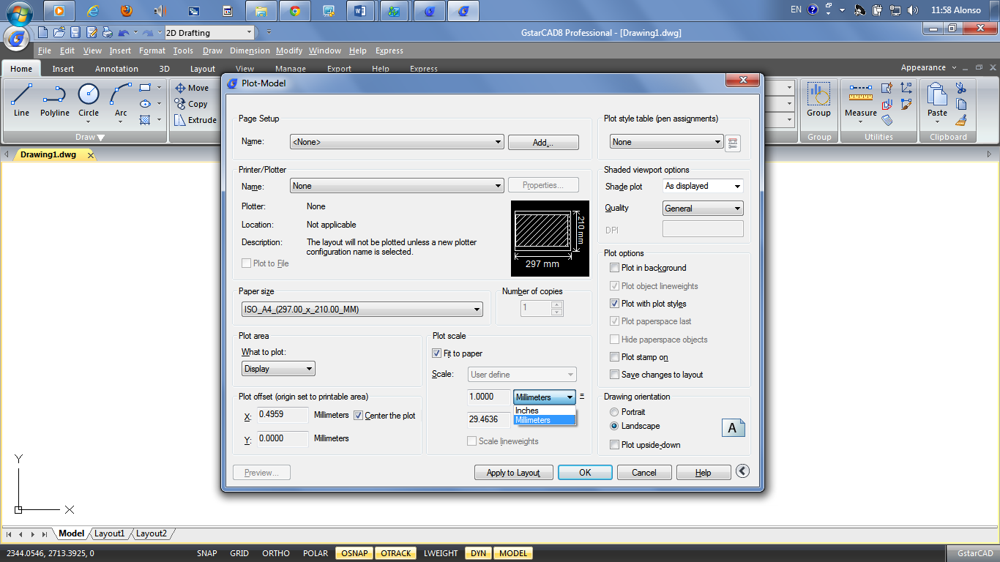 EN
11:58 Alonso
2D Drafting
GstarCAD8 Professional - [Drawing1.dwg]
File Edit View Insert Format Tools Draw Dimension Modify Window Help Express
Home Insert Annotation 3D Layout View Manage Export Help Express
Appearance
Line Polyline Circle Arc
Move
Copy
Extrude
Draw
Group
Group
Measure
Utilities
Paste
Clipboard
Drawing1.dwg
Plot-Model
Page Setup
Name: <None> Add...
Printer/Plotter
Name: None Properties...
Plotter: None
Location: Not applicable
Description: The layout will not be plotted unless a new plotter
configuration name is selected.
Plot to File
210 mm
297 mm
Paper size
ISO_A4_(297.00_x_210.00_MM)
Number of copies
1
Plot area
What to plot:
Display
Plot offset (origin set to printable area)
X: 0.4959 Millimeters Center the plot
Y: 0.0000 Millimeters
Plot scale
Fit to paper
Scale: User define
1.0000 Millimeters =
Inches
Millimeters
29.4636
Scale lineweights
Plot style table (pen assignments)
None
Shaded viewport options
Shade plot As displayed
Quality General
DPI
Plot options
Plot in background
Plot object lineweights
Plot with plot styles
Plot paperspace last
Hide paperspace objects
Plot stamp on
Save changes to layout
Drawing orientation
Portrait
Landscape
A
Plot upside-down
Preview... Apply to Layout OK Cancel Help
Y
X
Model Layout1 Layout2
2344.0546, 2713.3925, 0 SNAP GRID ORTHO POLAR OSNAP OTRACK LWEIGHT DYN MODEL GstarCAD